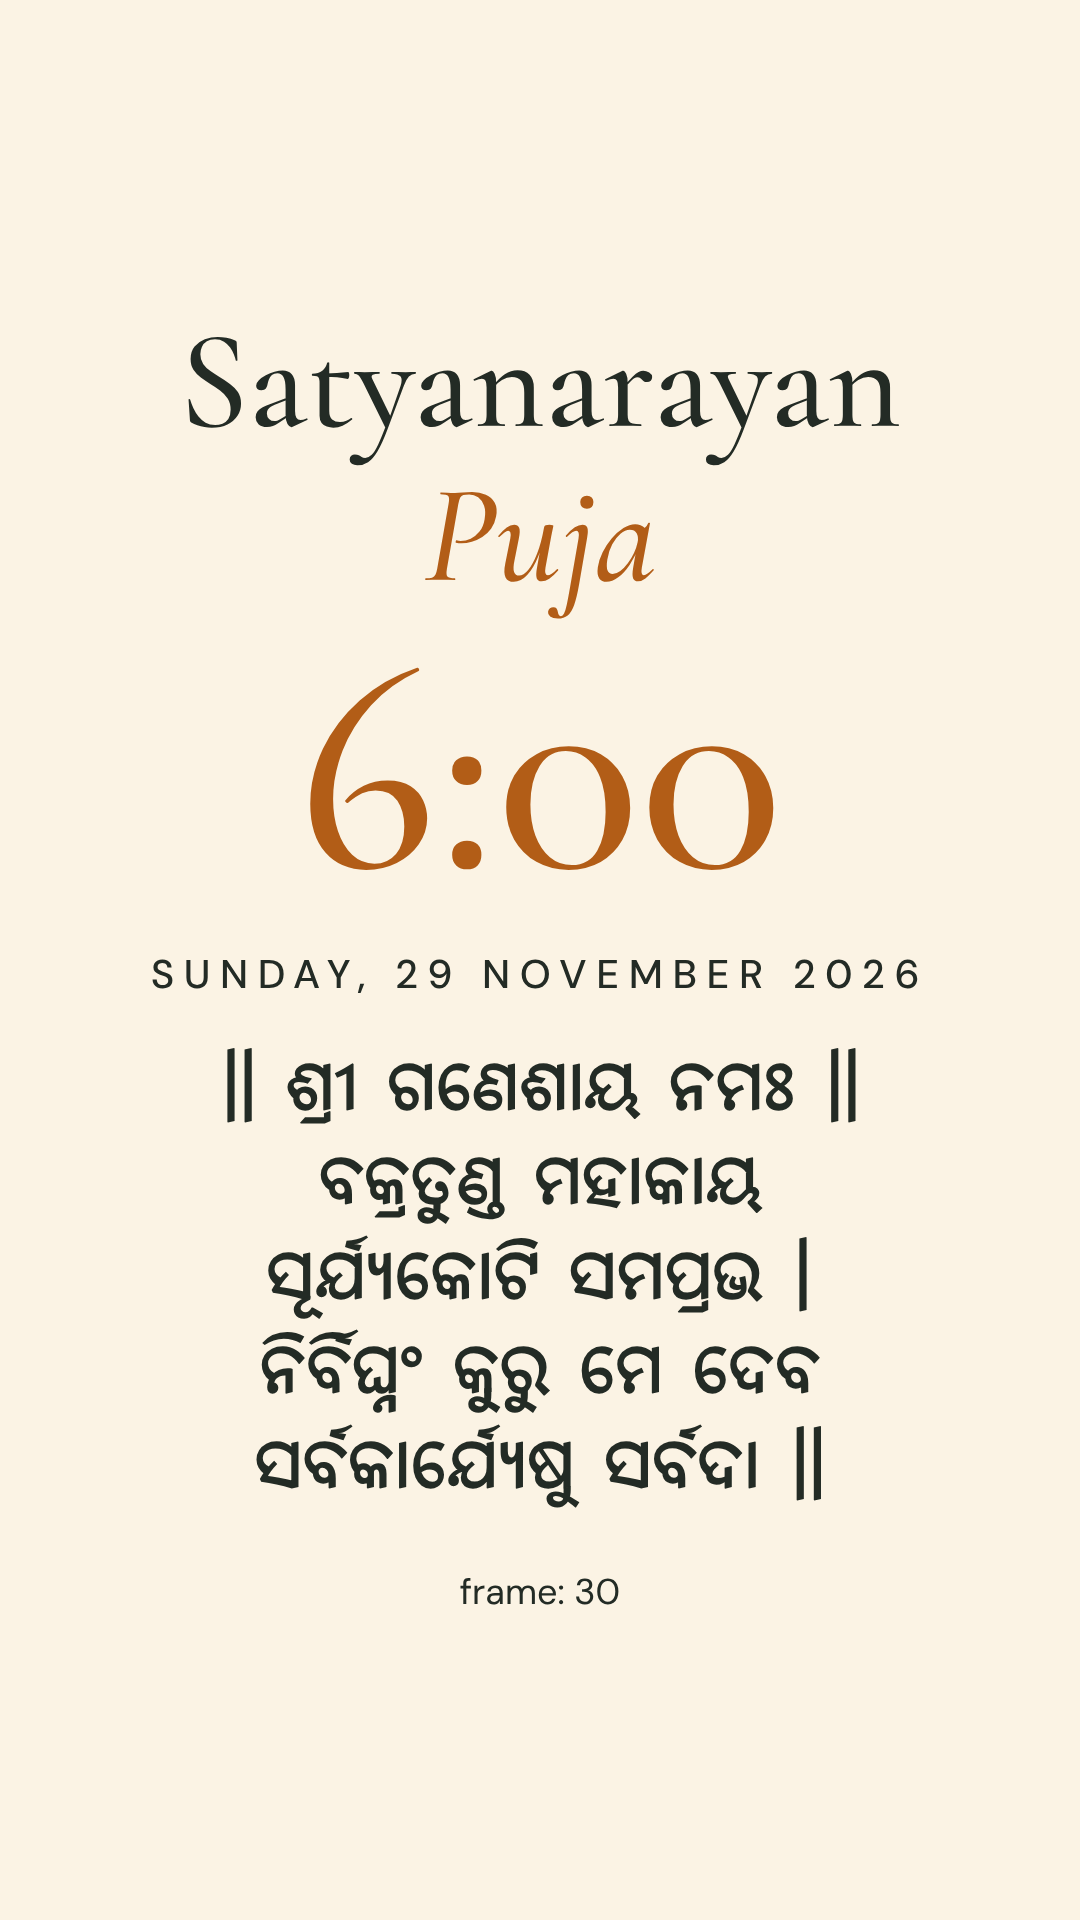 Satyanarayan
Puja
6:00
SUNDAY, 29 NOVEMBER 2026
|| ଶ୍ରୀ ଗଣେଶାୟ ନମଃ ||
ବକ୍ରତୁଣ୍ଡ ମହାକାୟ
ସୂର୍ଯ୍ୟକୋଟି ସମପ୍ରଭ |
ନିର୍ବିଘ୍ନଂ କୁରୁ ମେ ଦେବ
ସର୍ବକାର୍ଯ୍ୟେଷୁ ସର୍ବଦା ||
frame: 30